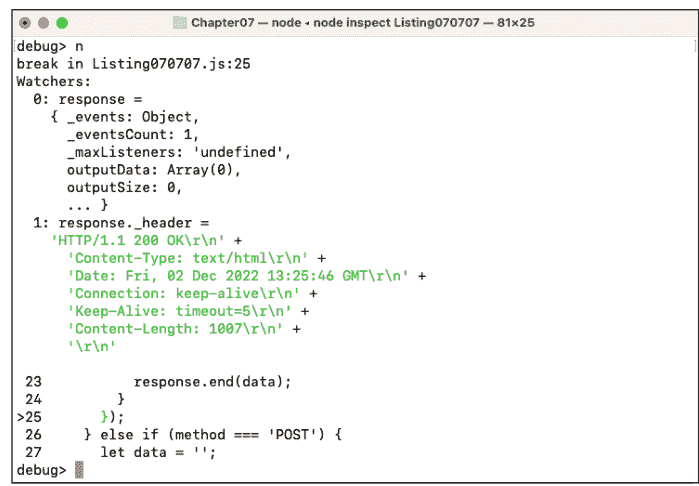 Chapter07 — node ◂ node inspect Listing070707 — 81×25
debug> n
break in Listing070707.js:25
Watchers:
  0: response =
    { _events: Object,
      _eventsCount: 1,
      _maxListeners: 'undefined',
      outputData: Array(0),
      outputSize: 0,
      ... }
  1: response._header =
    'HTTP/1.1 200 OK\r\n' +
      'Content-Type: text/html\r\n' +
      'Date: Fri, 02 Dec 2022 13:25:46 GMT\r\n' +
      'Connection: keep-alive\r\n' +
      'Keep-Alive: timeout=5\r\n' +
      'Content-Length: 1007\r\n' +
      '\r\n'
 23           response.end(data);
 24         }
>25       });
 26     } else if (method === 'POST') {
 27       let data = '';
debug>